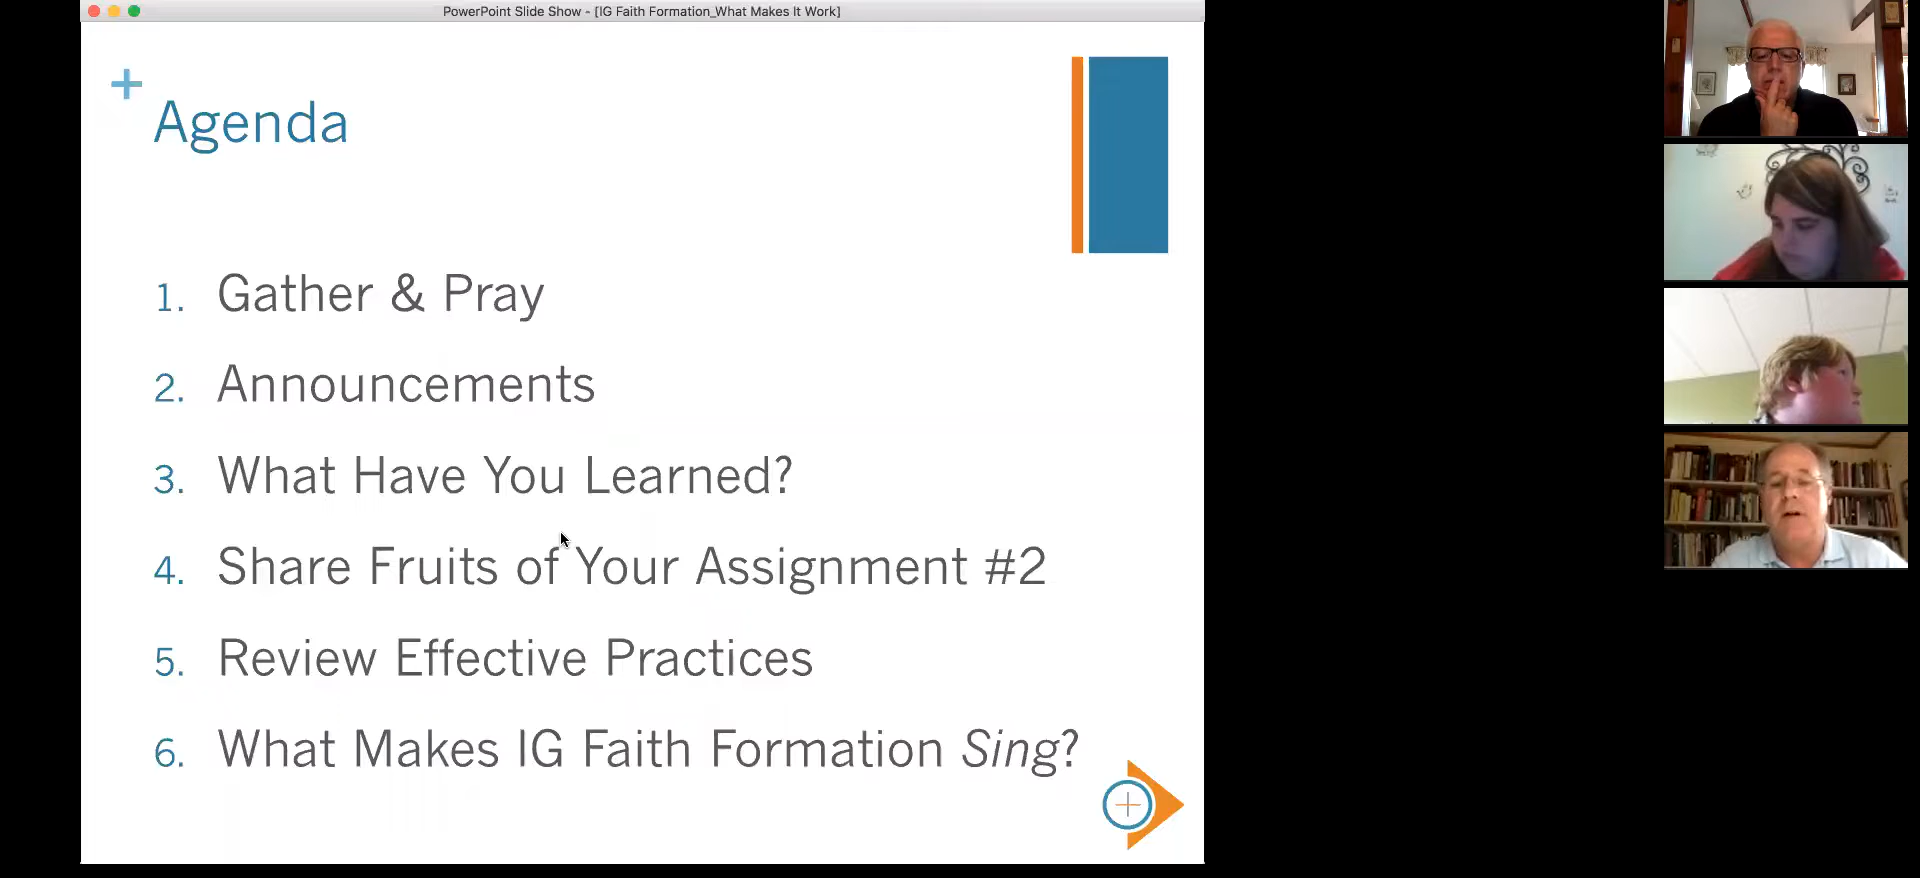 PowerPoint Slide Show - [IG Faith Formation_What Makes It Work]
Agenda
1. Gather & Pray
2. Announcements
3. What Have You Learned?
4. Share Fruits of Your Assignment #2
5. Review Effective Practices
6. What Makes IG Faith Formation Sing?